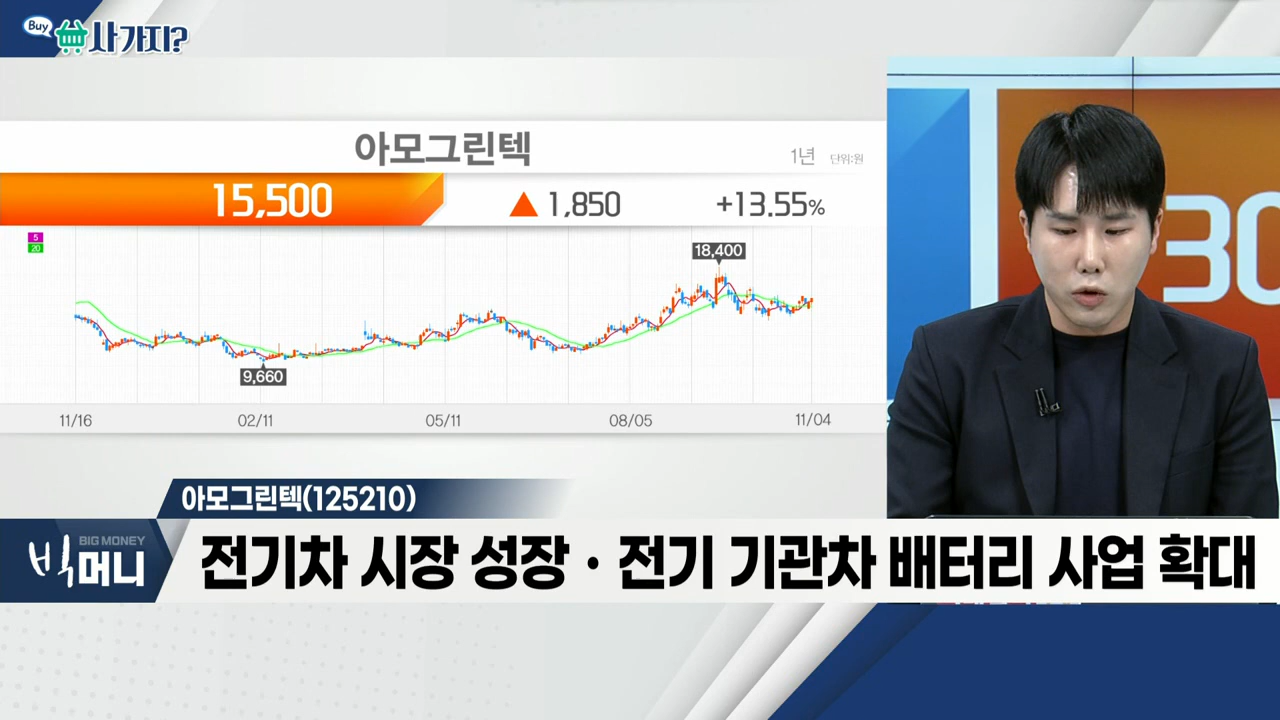 Buy
사가지?
아모그린텍
1년 단위:원
15,500 ▲ 1,850 +13.55%
5
20
18,400
9,660
11/16 02/11 05/11 08/05 11/04
30
아모그린텍(125210)
BIG MONEY
빅머니
전기차 시장 성장 · 전기 기관차 배터리 사업 확대